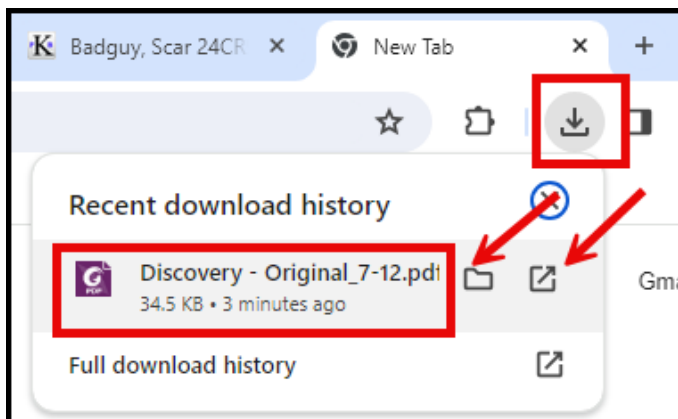 K Badguy, Scar 24CR
New Tab
Recent download history
G PDF
Discovery - Original_7-12.pdf
34.5 KB • 3 minutes ago
Gma
Full download history